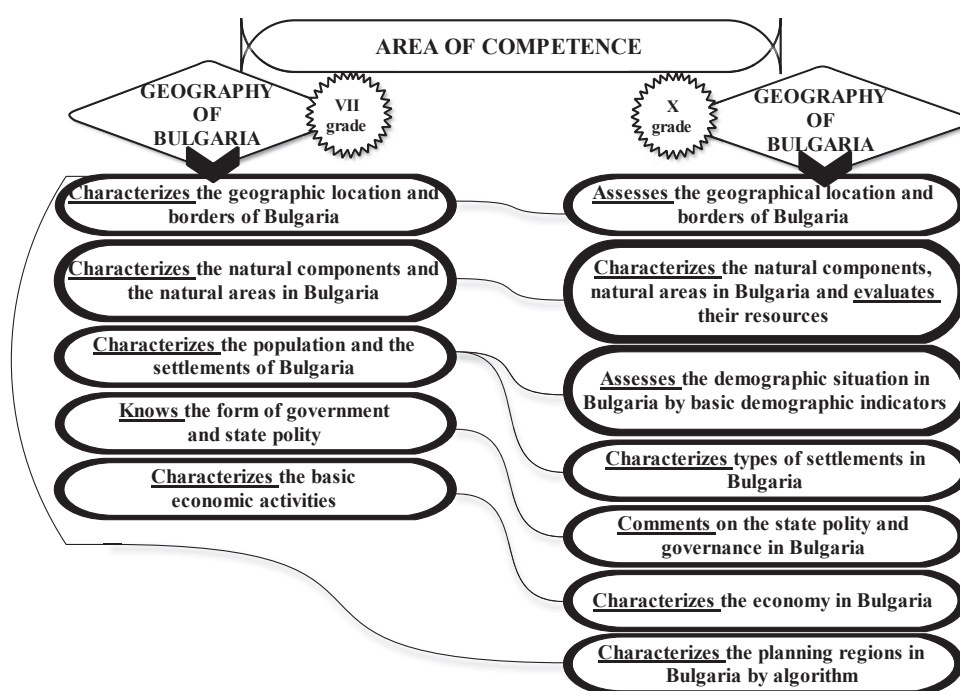 AREA OF COMPETENCE
GEOGRAPHY
OF
BULGARIA
VII
grade
X
grade
GEOGRAPHY
OF
BULGARIA
Characterizes the geographic location and
borders of Bulgaria
Characterizes the natural components and
the natural areas in Bulgaria
Characterizes the population and the
settlements of Bulgaria
Knows the form of government
and state polity
Characterizes the basic
economic activities
Assesses the geographical location and
borders of Bulgaria
Characterizes the natural components,
natural areas in Bulgaria and evaluates
their resources
Assesses the demographic situation in
Bulgaria by basic demographic indicators
Characterizes types of settlements in
Bulgaria
Comments on the state polity and
governance in Bulgaria
Characterizes the economy in Bulgaria
Characterizes the planning regions in
Bulgaria by algorithm